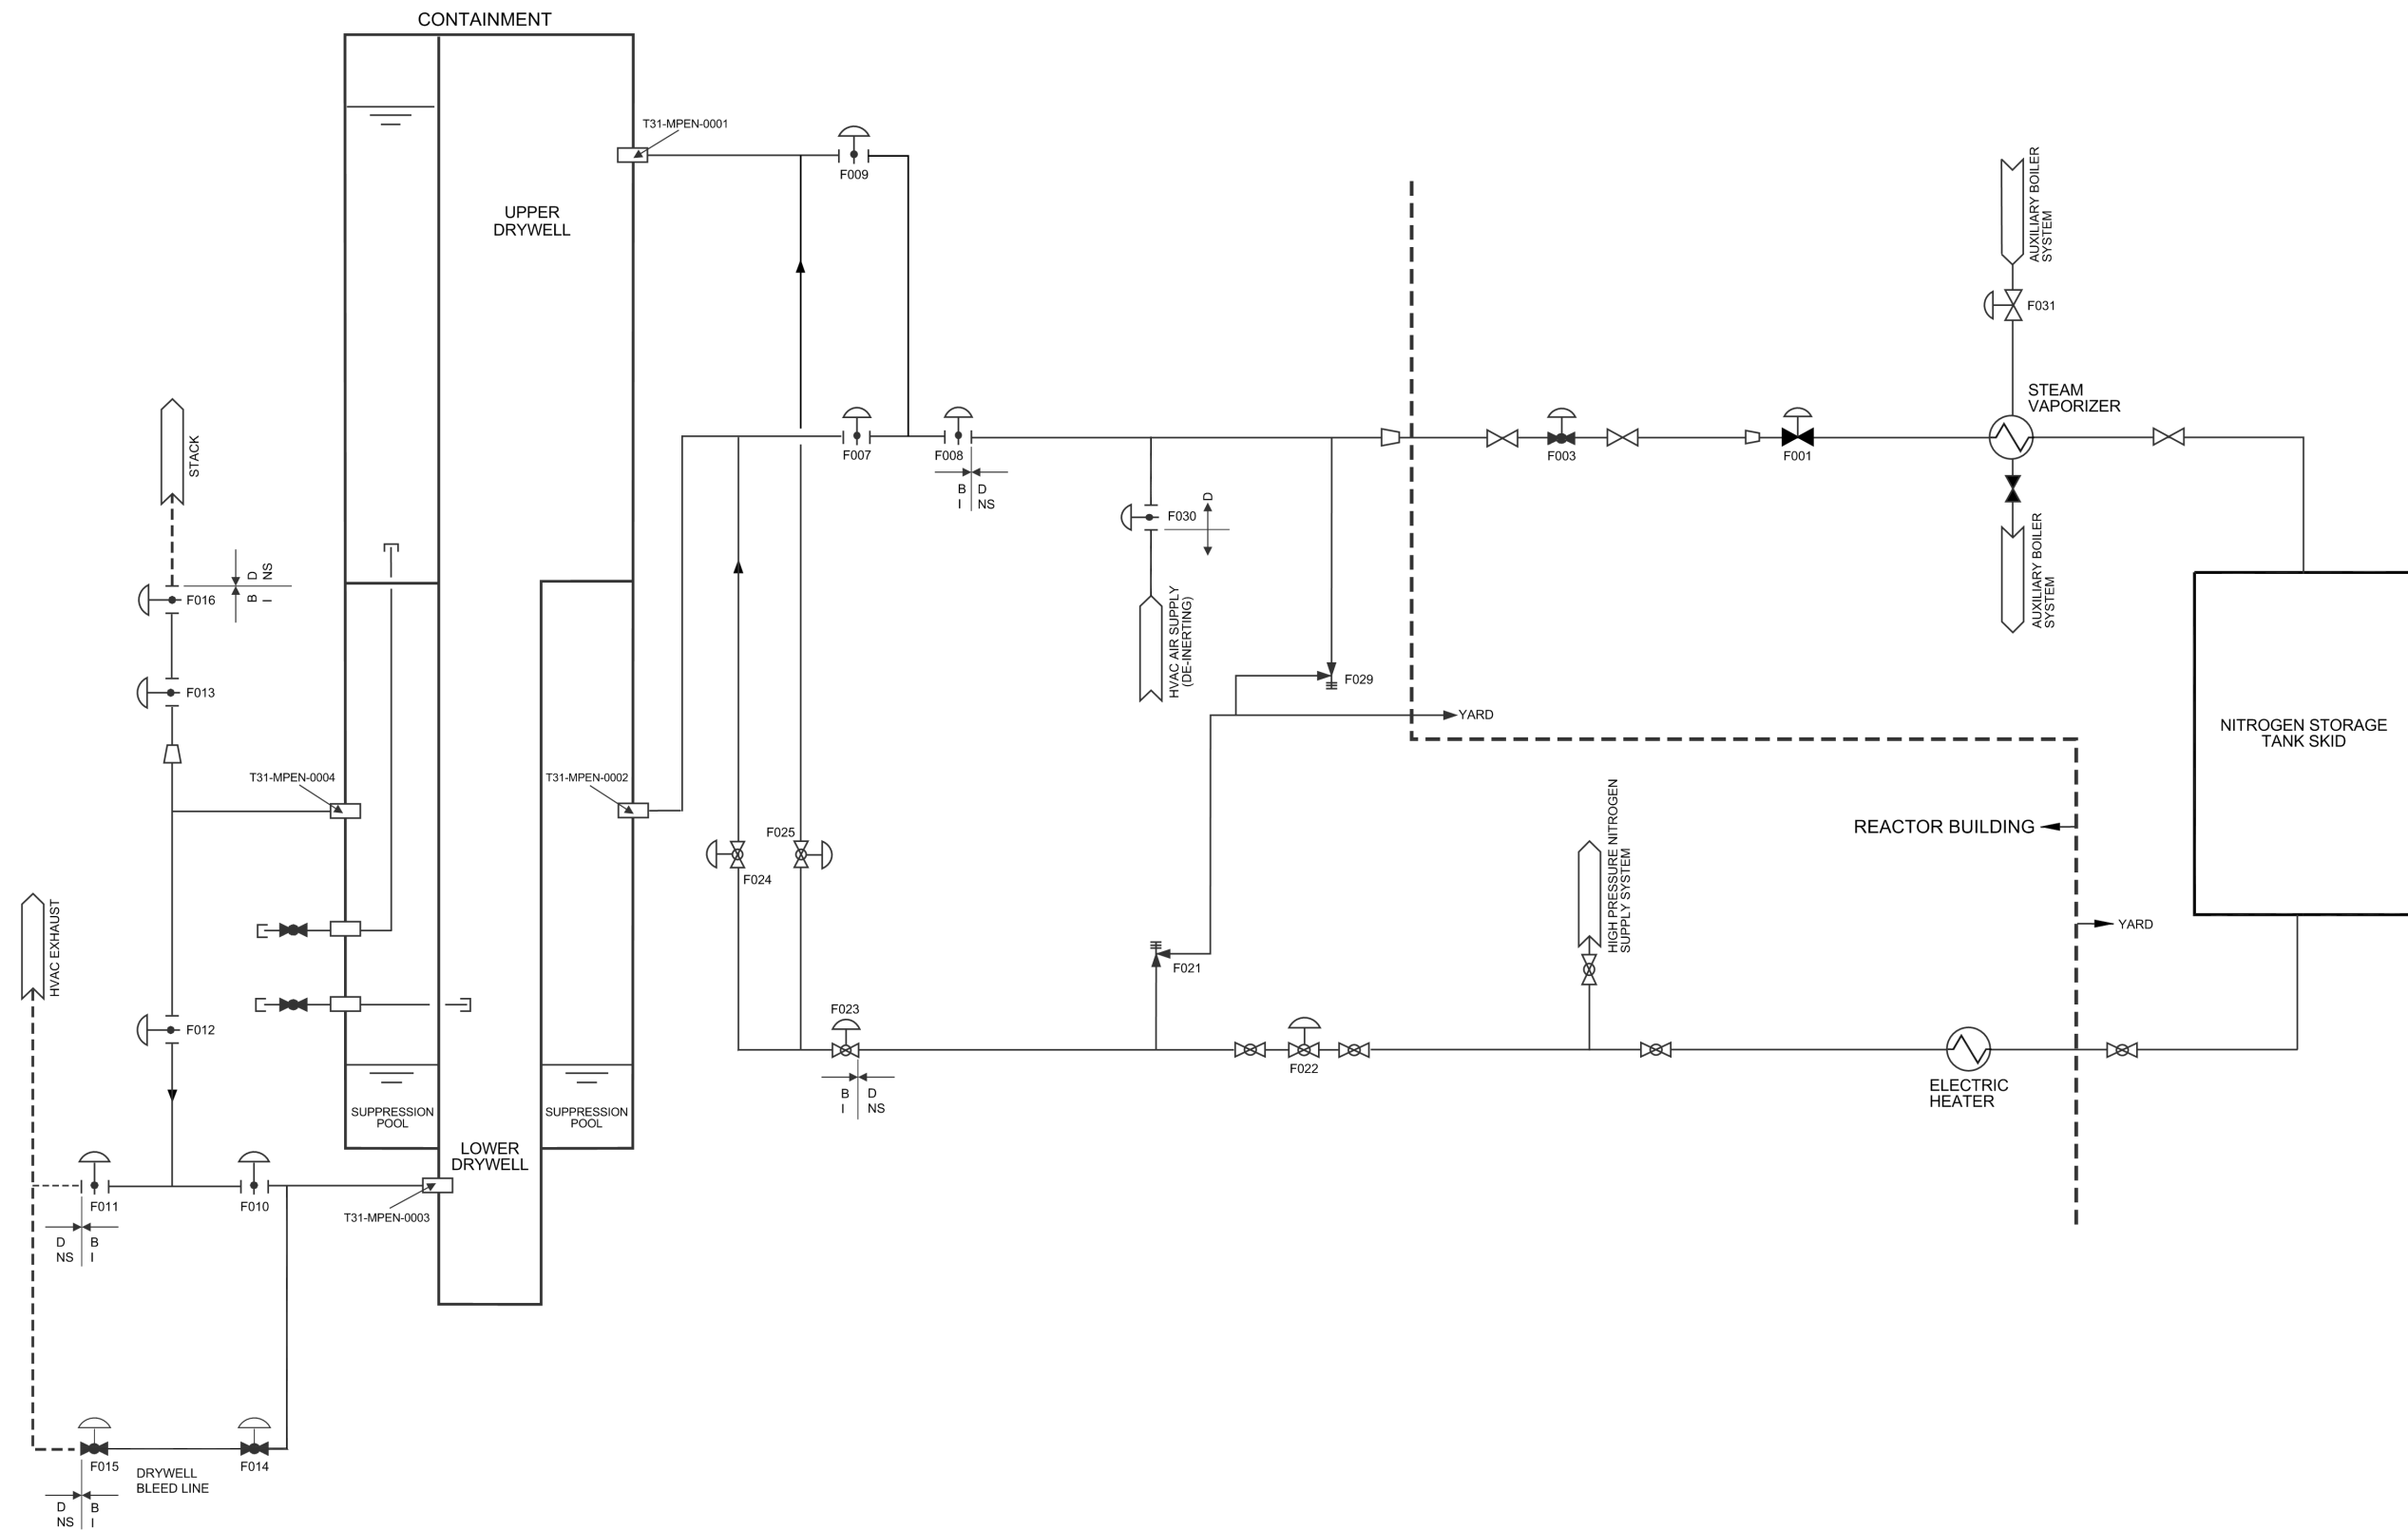 CONTAINMENT
T31-MPEN-0001
F009
UPPER
DRYWELL
AUXILIARY BOILER
SYSTEM
F031
STEAM
VAPORIZER
STACK
F007
F008
B
I
D
NS
F003
F001
F030
D
AUXILIARY BOILER
SYSTEM
HVAC AIR SUPPLY
(DE-INERTING)
F016
D
NS
B
I
F013
F029
YARD
NITROGEN STORAGE
TANK SKID
T31-MPEN-0004
T31-MPEN-0002
HIGH PRESSURE NITROGEN
SUPPLY SYSTEM
REACTOR BUILDING
F025
F024
YARD
HVAC EXHAUST
F021
F023
F012
F022
B
I
D
NS
ELECTRIC
HEATER
SUPPRESSION
POOL
SUPPRESSION
POOL
LOWER
DRYWELL
F011
F010
T31-MPEN-0003
D
NS
B
I
F015
F014
DRYWELL
BLEED LINE
D
NS
B
I